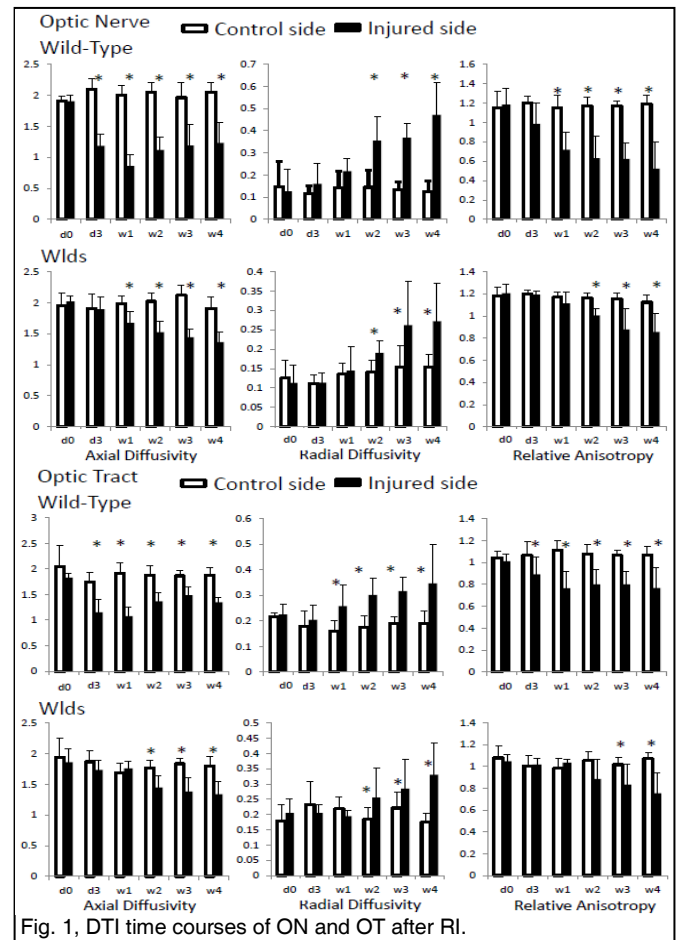 Optic Nerve
Wild-Type
Control side Injured side
2.5 2 1.5 1 0.5 0
* * * * *
d0 d3 w1 w2 w3 w4
0.7 0.6 0.5 0.4 0.3 0.2 0.1 0
* * *
d0 d3 w1 w2 w3 w4
1.6 1.4 1.2 1 0.8 0.6 0.4 0.2 0
* * * *
d0 d3 w1 w2 w3 w4
Wlds
2.5 2 1.5 1 0.5 0
* * * *
d0 d3 w1 w2 w3 w4
Axial Diffusivity
0.4 0.35 0.3 0.25 0.2 0.15 0.1 0.05 0
* * *
d0 d3 w1 w2 w3 w4
Radial Diffusivity
1.4 1.2 1 0.8 0.6 0.4 0.2 0
* * *
d0 d3 w1 w2 w3 w4
Relative Anisotropy
Optic Tract
Wild-Type
Control side Injured side
3 2.5 2 1.5 1 0.5 0
* * * * *
d0 d3 w1 w2 w3 w4
0.6 0.4 0.2 0
* * * *
d0 d3 w1 w2 w3 w4
1.4 1.2 1 0.8 0.6 0.4 0.2 0
* * * * *
d0 d3 w1 w2 w3 w4
Wlds
2.5 2 1.5 1 0.5 0
* * *
d0 d3 w1 w2 w3 w4
Axial Diffusivity
0.5 0.45 0.4 0.35 0.3 0.25 0.2 0.15 0.1 0.05 0
* * *
d0 d3 w1 w2 w3 w4
Radial Diffusivity
1.4 1.2 1 0.8 0.6 0.4 0.2 0
* *
d0 d3 w1 w2 w3 w4
Relative Anisotropy
Fig. 1, DTI time courses of ON and OT after RI.